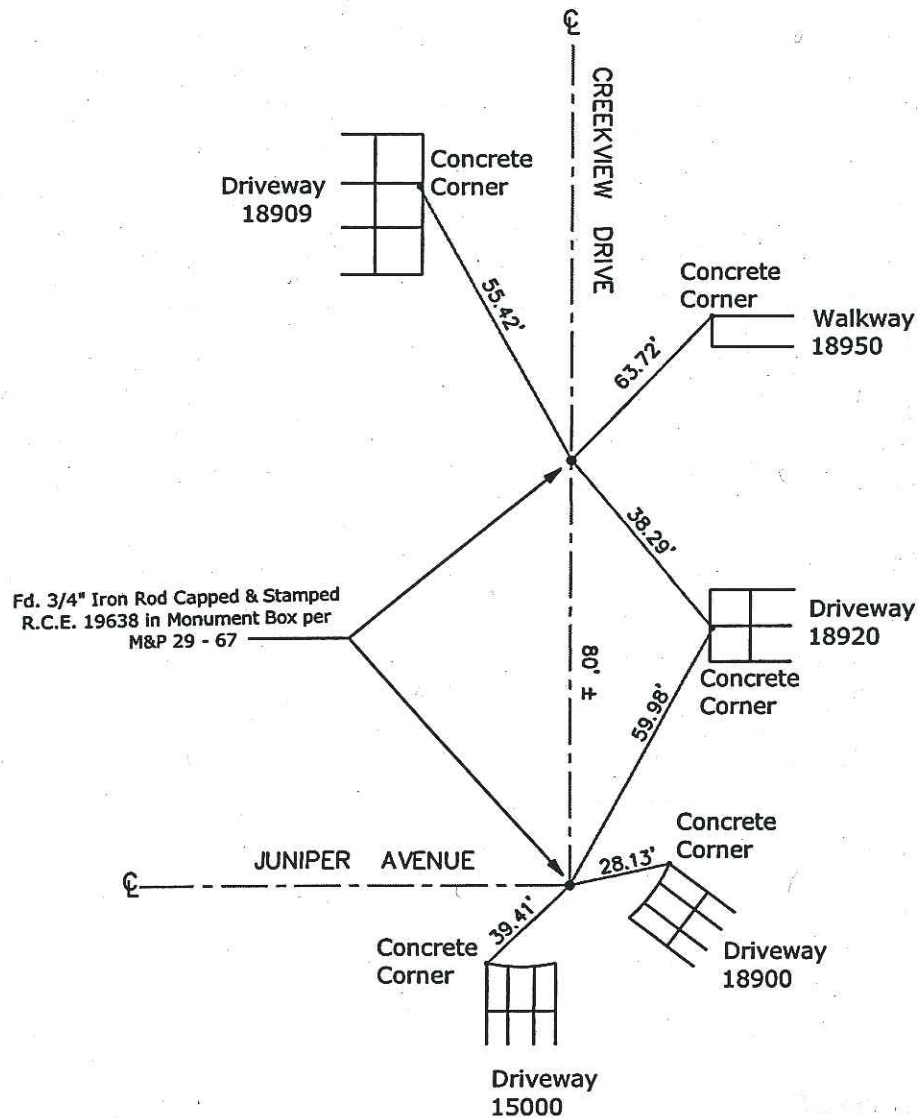 ℄
CREEKVIEW DRIVE
Concrete
Corner
Driveway
18909
55.42'
Concrete
Corner
Walkway
18950
63.72'
38.29'
Fd. 3/4" Iron Rod Capped & Stamped
R.C.E. 19638 in Monument Box per
M&P 29 - 67
80' ±
Driveway
18920
Concrete
Corner
59.98'
JUNIPER AVENUE
℄
Concrete
Corner
28.13'
39.41'
Concrete
Corner
Driveway
18900
Driveway
15000